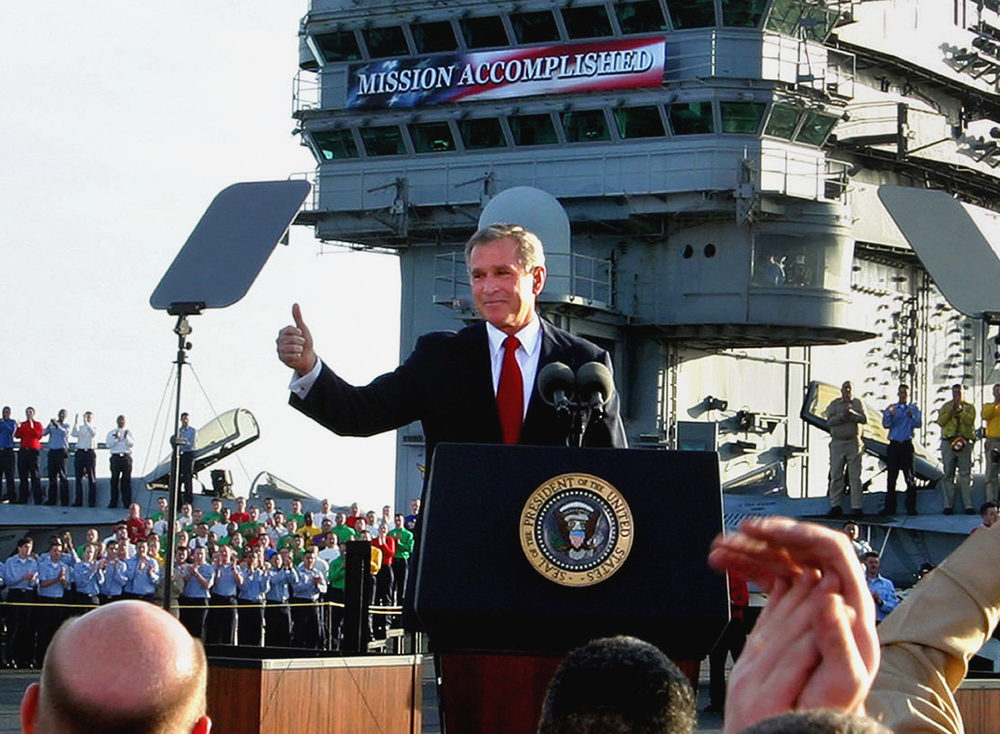 MISSION ACCOMPLISHED
SEAL OF THE PRESIDENT OF THE UNITED STATES